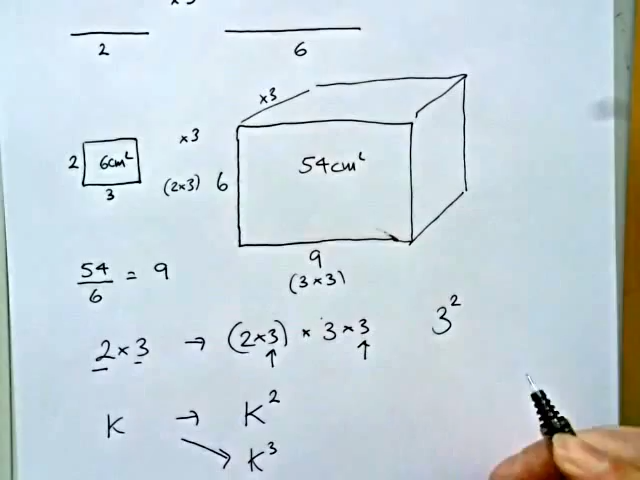 ×3
2 6
×3
2 6cm² ×3 54cm²
3 (2×3) 6
9
(3×3)
54/6 = 9
2×3 → (2×3) × 3 × 3 3²
K → K²
→ K³